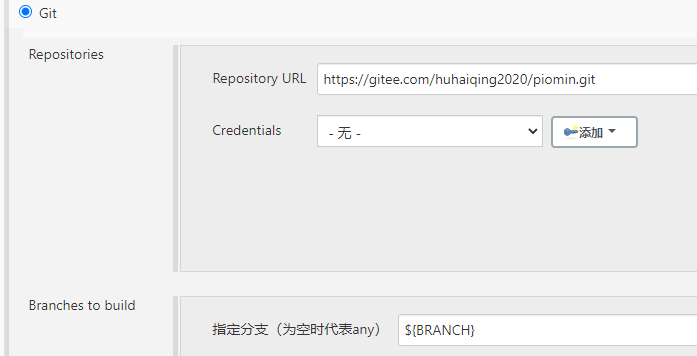 Git
Repositories
Repository URL https://gitee.com/huhaiqing2020/piomin.git
Credentials - 无 - 添加
Branches to build
指定分支（为空时代表any） ${BRANCH}